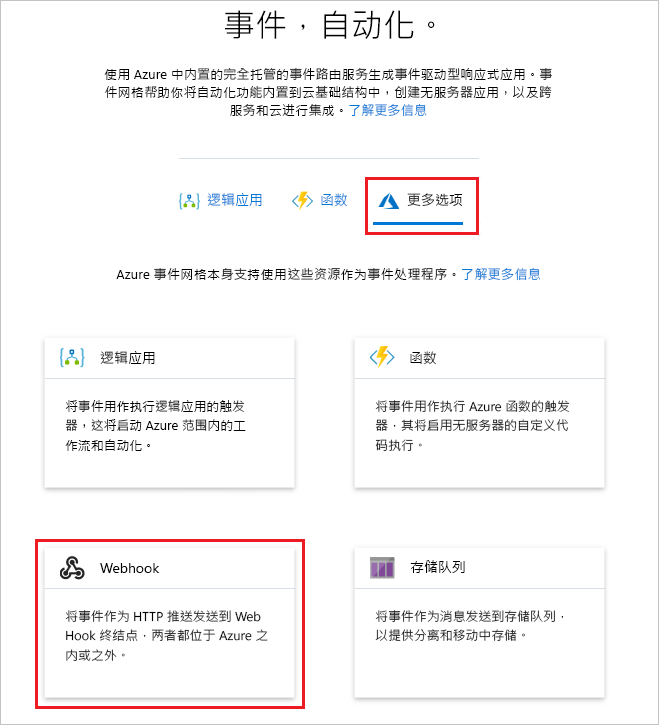 事件，自动化。
使用 Azure 中内置的完全托管的事件路由服务生成事件驱动型响应式应用。事
件网格帮助你将自动化功能内置到云基础结构中，创建无服务器应用，以及跨
服务和云进行集成。了解更多信息
逻辑应用
函数
更多选项
Azure 事件网格本身支持使用这些资源作为事件处理程序。了解更多信息
逻辑应用
将事件用作执行逻辑应用的触发
器，这将启动 Azure 范围内的工
作流和自动化。
函数
将事件用作执行 Azure 函数的触发
器，其将启用无服务器的自定义代
码执行。
Webhook
将事件作为 HTTP 推送发送到 Web
Hook 终结点，两者都位于 Azure 之
内或之外。
存储队列
将事件作为消息发送到存储队列，
以提供分离和移动中存储。